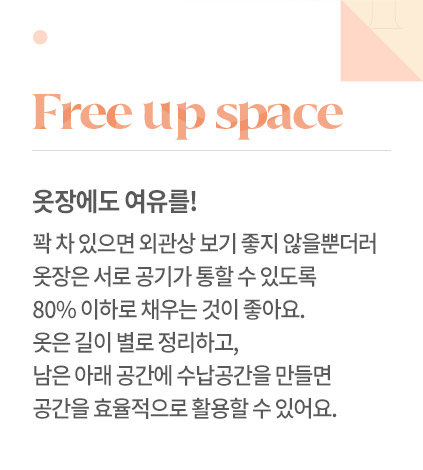 Free up space
옷장에도 여유를!
꽉 차 있으면 외관상 보기 좋지 않을뿐더러
옷장은 서로 공기가 통할 수 있도록
80% 이하로 채우는 것이 좋아요.
옷은 길이 별로 정리하고,
남은 아래 공간에 수납공간을 만들면
공간을 효율적으로 활용할 수 있어요.